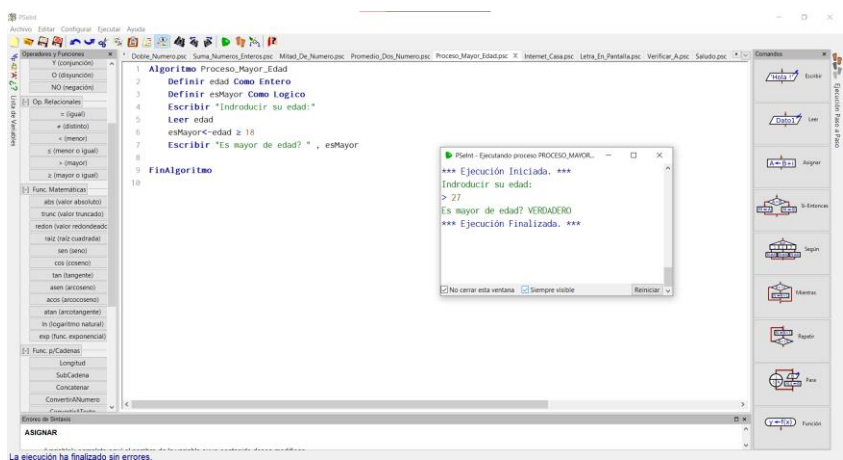 PSeInt
Archivo Editar Configurar Ejecutar Ayuda
Operadores y Funciones
Doble_Numero.psc Suma_Numeros_Enteros.psc Mitad_De_Numero.psc Promedio_Dos_Numero.psc Proceso_Mayor_Edad.psc X Internet_Casa.psc Letra_En_Pantalla.psc Verificar_A.psc Saludo.psc
Comandos
Lista de Variables
Y (conjunción)
O (disyunción)
NO (negación)
[-] Op. Relacionales
= (igual)
≠ (distinto)
< (menor)
≤ (menor o igual)
> (mayor)
≥ (mayor o igual)
[-] Func. Matemáticas
abs (valor absoluto)
trunc (valor truncado)
redon (valor redondeado
raiz (raíz cuadrada)
sen (seno)
cos (coseno)
tan (tangente)
asen (arcoseno)
acos (arcocoseno)
atan (arcotangente)
ln (logaritmo natural)
exp (func. exponencial)
[-] Func. p/Cadenas
Longitud
SubCadena
Concatenar
ConvertirANumero
ConvertirATexto
1 Algoritmo Proceso_Mayor_Edad
2 Definir edad Como Entero
3 Definir esMayor Como Logico
4 Escribir "Indroducir su edad:"
5 Leer edad
6 esMayor<-edad ≥ 18
7 Escribir "Es mayor de edad? " , esMayor
8
9 FinAlgoritmo
10
PSeInt - Ejecutando proceso PROCESO_MAYOR...
*** Ejecución Iniciada. ***
Indroducir su edad:
> 27
Es mayor de edad? VERDADERO
*** Ejecución Finalizada. ***
No cerrar esta ventana Siempre visible Reiniciar
'Hola !' Escribir
Dato1 Leer
A←B+1 Asignar
Si-Entonces
Según
Mientras
Repetir
Para
y←f(x) Función
Ejecución Paso a Paso
Errores de Sintaxis
ASIGNAR
La ejecución ha finalizado sin errores.